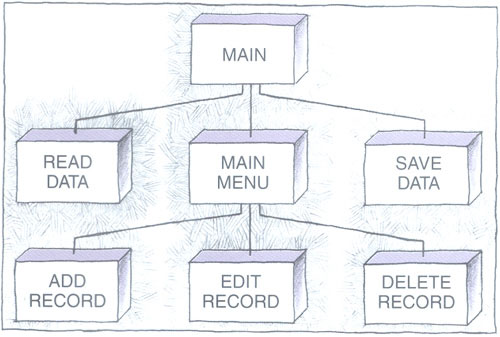 MAIN
READ
DATA
MAIN
MENU
SAVE
DATA
ADD
RECORD
EDIT
RECORD
DELETE
RECORD